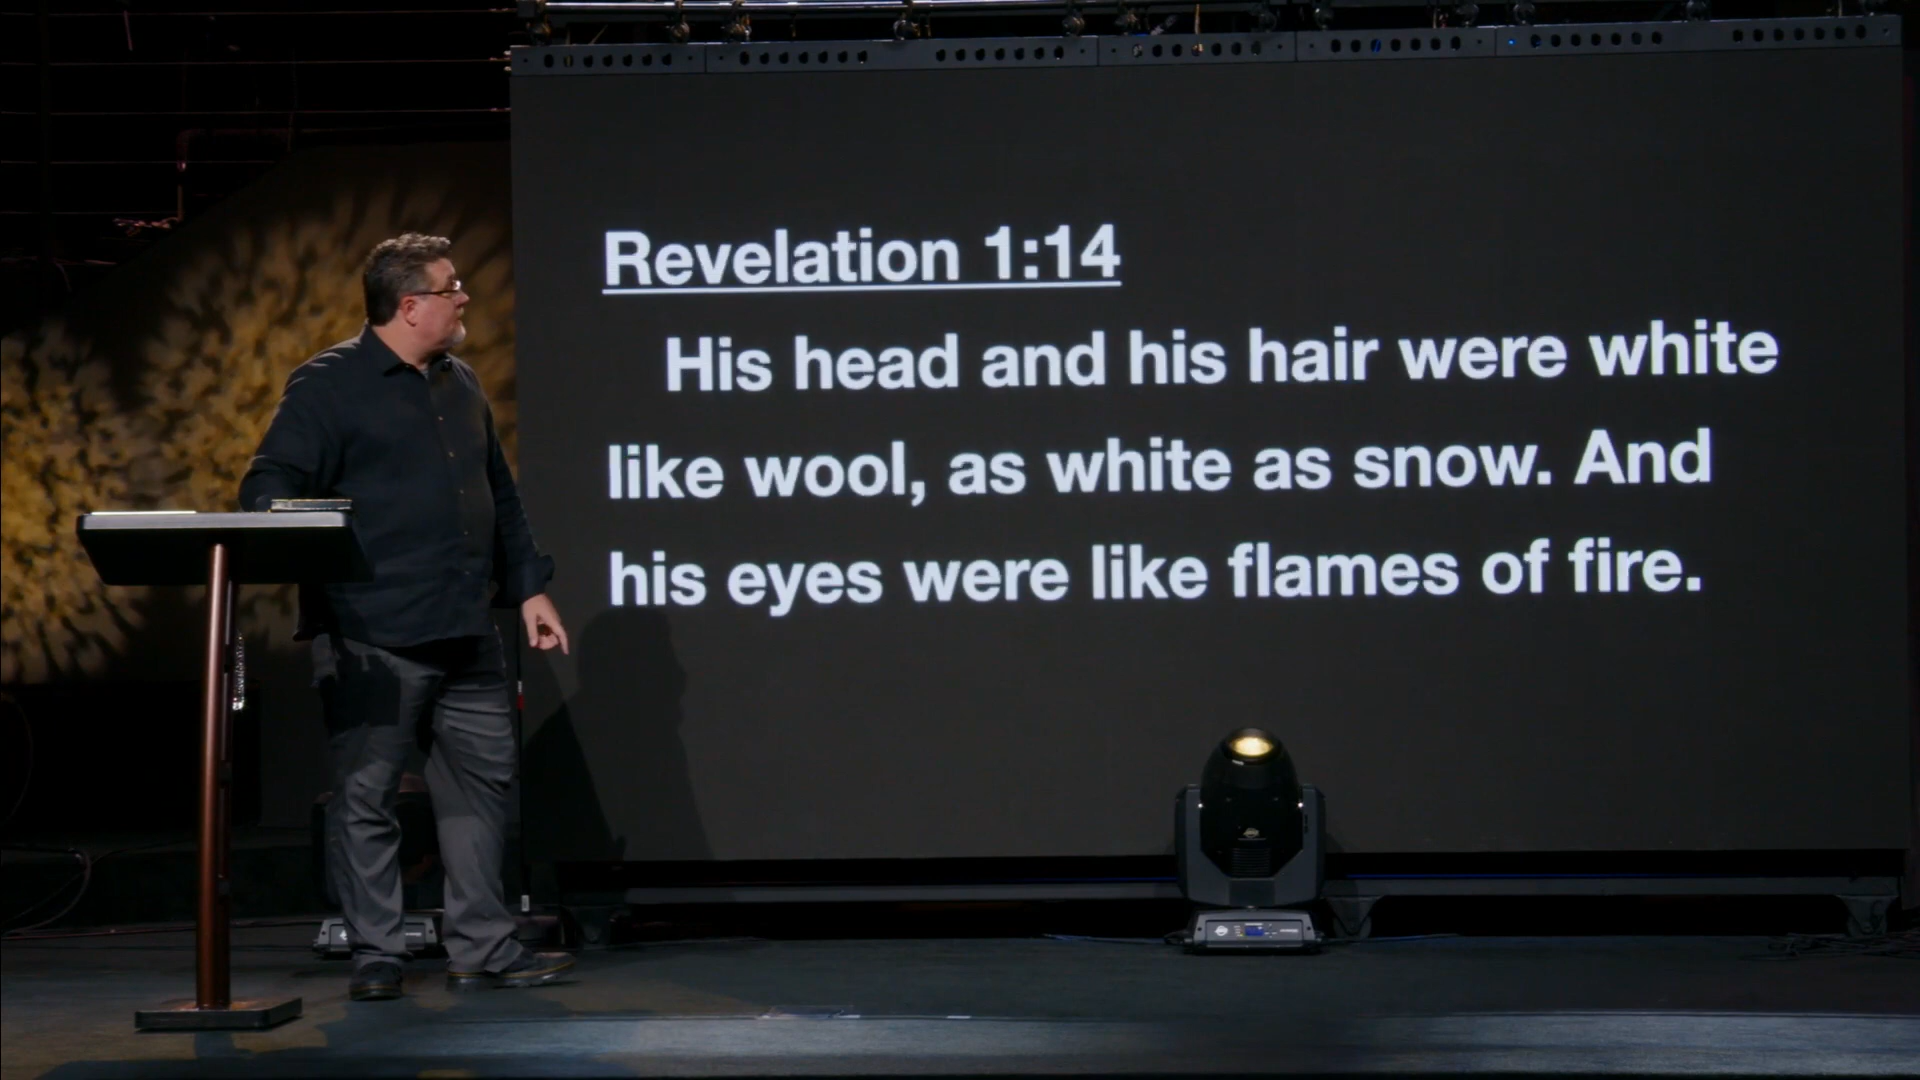 Revelation 1:14
His head and his hair were white
like wool, as white as snow. And
his eyes were like flames of fire.